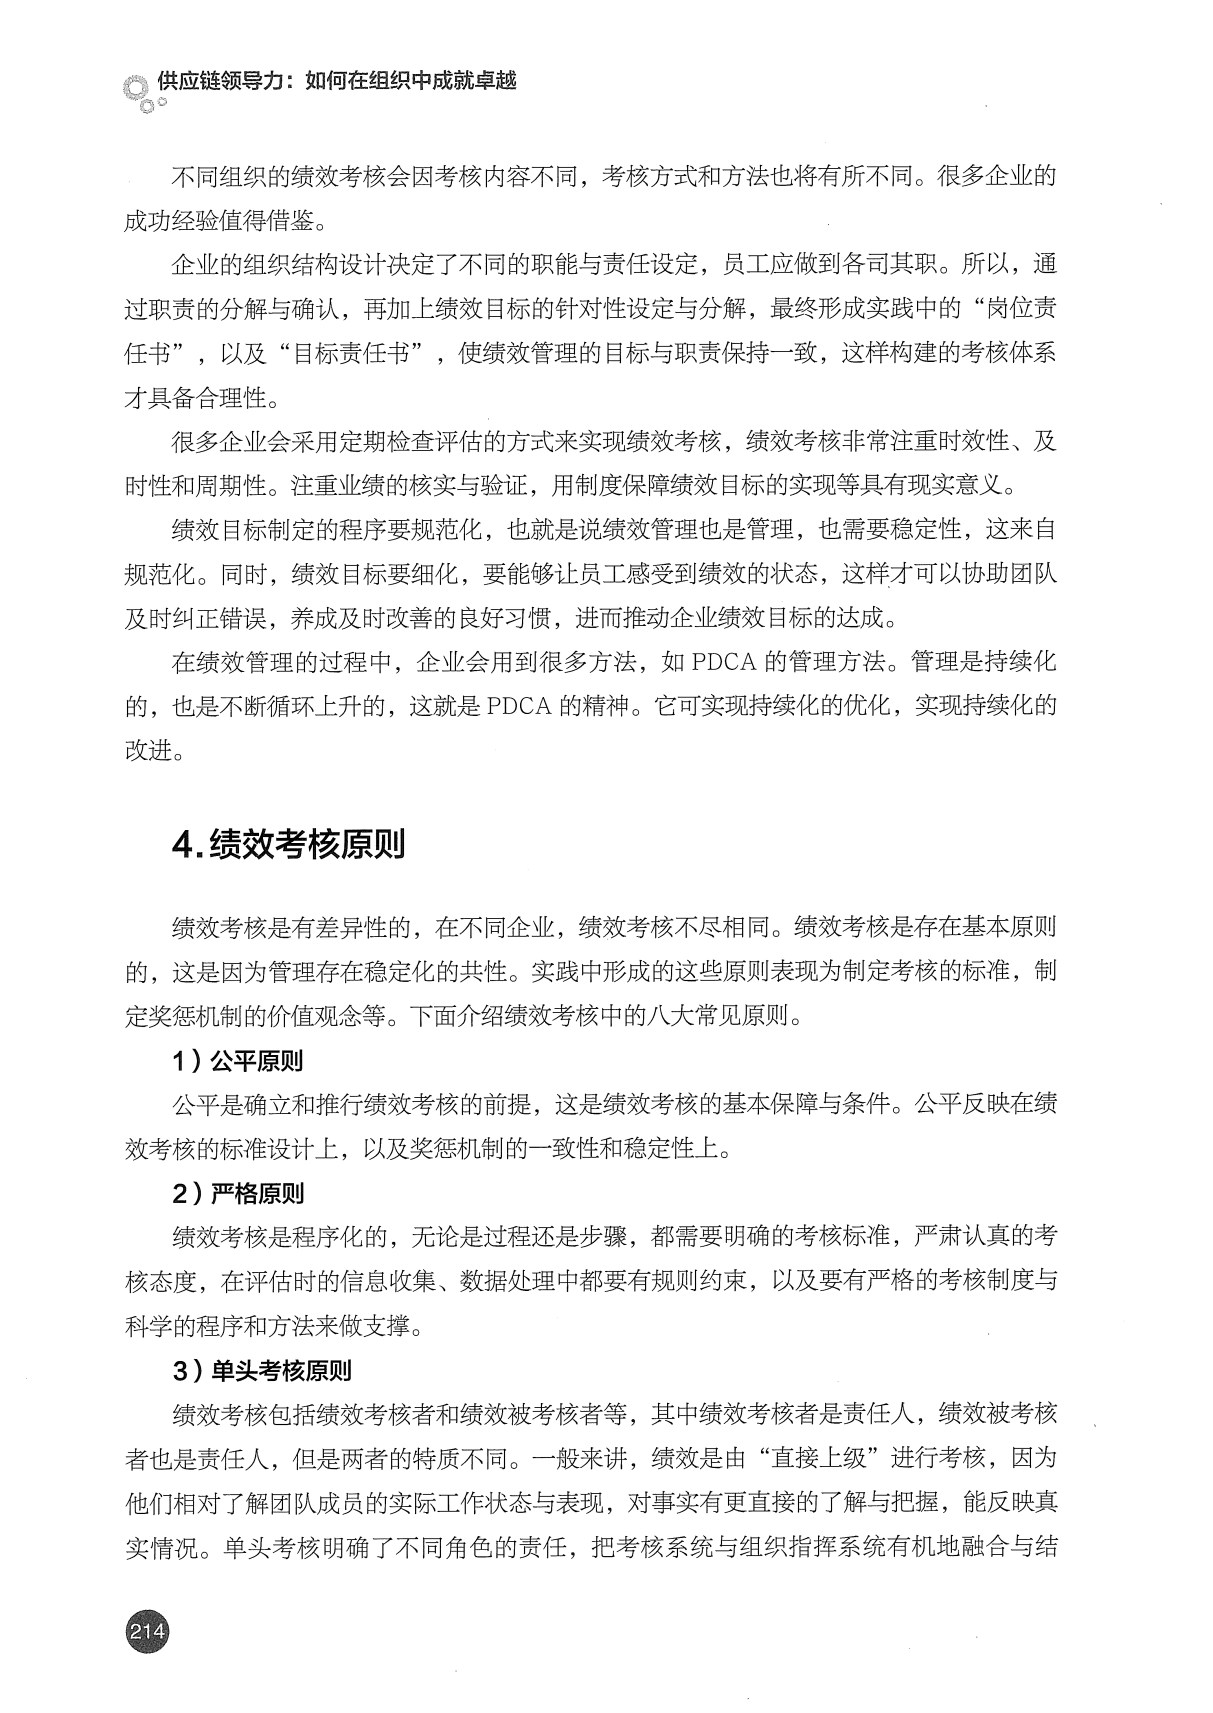 供应链领导力：如何在组织中成就卓越
不同组织的绩效考核会因考核内容不同，考核方式和方法也将有所不同。很多企业的
成功经验值得借鉴。
企业的组织结构设计决定了不同的职能与责任设定，员工应做到各司其职。所以，通
过职责的分解与确认，再加上绩效目标的针对性设定与分解，最终形成实践中的“岗位责
任书”，以及“目标责任书”，使绩效管理的目标与职责保持一致，这样构建的考核体系
才具备合理性。
很多企业会采用定期检查评估的方式来实现绩效考核，绩效考核非常注重时效性、及
时性和周期性。注重业绩的核实与验证，用制度保障绩效目标的实现等具有现实意义。
绩效目标制定的程序要规范化，也就是说绩效管理也是管理，也需要稳定性，这来自
规范化。同时，绩效目标要细化，要能够让员工感受到绩效的状态，这样才可以协助团队
及时纠正错误，养成及时改善的良好习惯，进而推动企业绩效目标的达成。
在绩效管理的过程中，企业会用到很多方法，如 PDCA 的管理方法。管理是持续化
的，也是不断循环上升的，这就是 PDCA 的精神。它可实现持续化的优化，实现持续化的
改进。
4.绩效考核原则
绩效考核是有差异性的，在不同企业，绩效考核不尽相同。绩效考核是存在基本原则
的，这是因为管理存在稳定化的共性。实践中形成的这些原则表现为制定考核的标准，制
定奖惩机制的价值观念等。下面介绍绩效考核中的八大常见原则。
1）公平原则
公平是确立和推行绩效考核的前提，这是绩效考核的基本保障与条件。公平反映在绩
效考核的标准设计上，以及奖惩机制的一致性和稳定性上。
2）严格原则
绩效考核是程序化的，无论是过程还是步骤，都需要明确的考核标准，严肃认真的考
核态度，在评估时的信息收集、数据处理中都要有规则约束，以及要有严格的考核制度与
科学的程序和方法来做支撑。
3）单头考核原则
绩效考核包括绩效考核者和绩效被考核者等，其中绩效考核者是责任人，绩效被考核
者也是责任人，但是两者的特质不同。一般来讲，绩效是由“直接上级”进行考核，因为
他们相对了解团队成员的实际工作状态与表现，对事实有更直接的了解与把握，能反映真
实情况。单头考核明确了不同角色的责任，把考核系统与组织指挥系统有机地融合与结
214